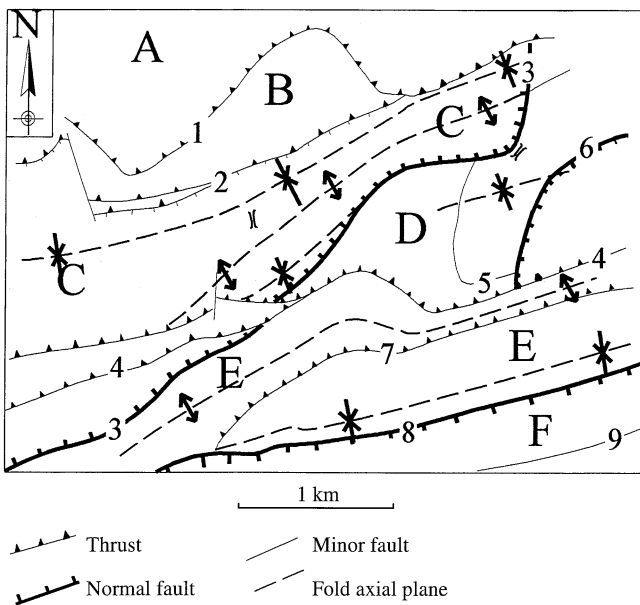 N
A
B
3
C
1
6
2
D
C
5
4
4
E
7
E
3
8
F
9
1 km
Thrust
Minor fault
Normal fault
Fold axial plane